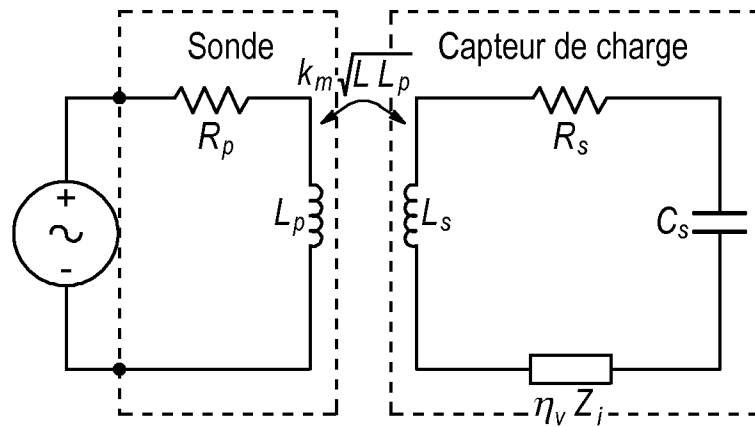 Sonde
Capteur de charge
k_m√L L_p
R_p
R_s
+
-
L_p
L_s
C_s
η_v Z_i